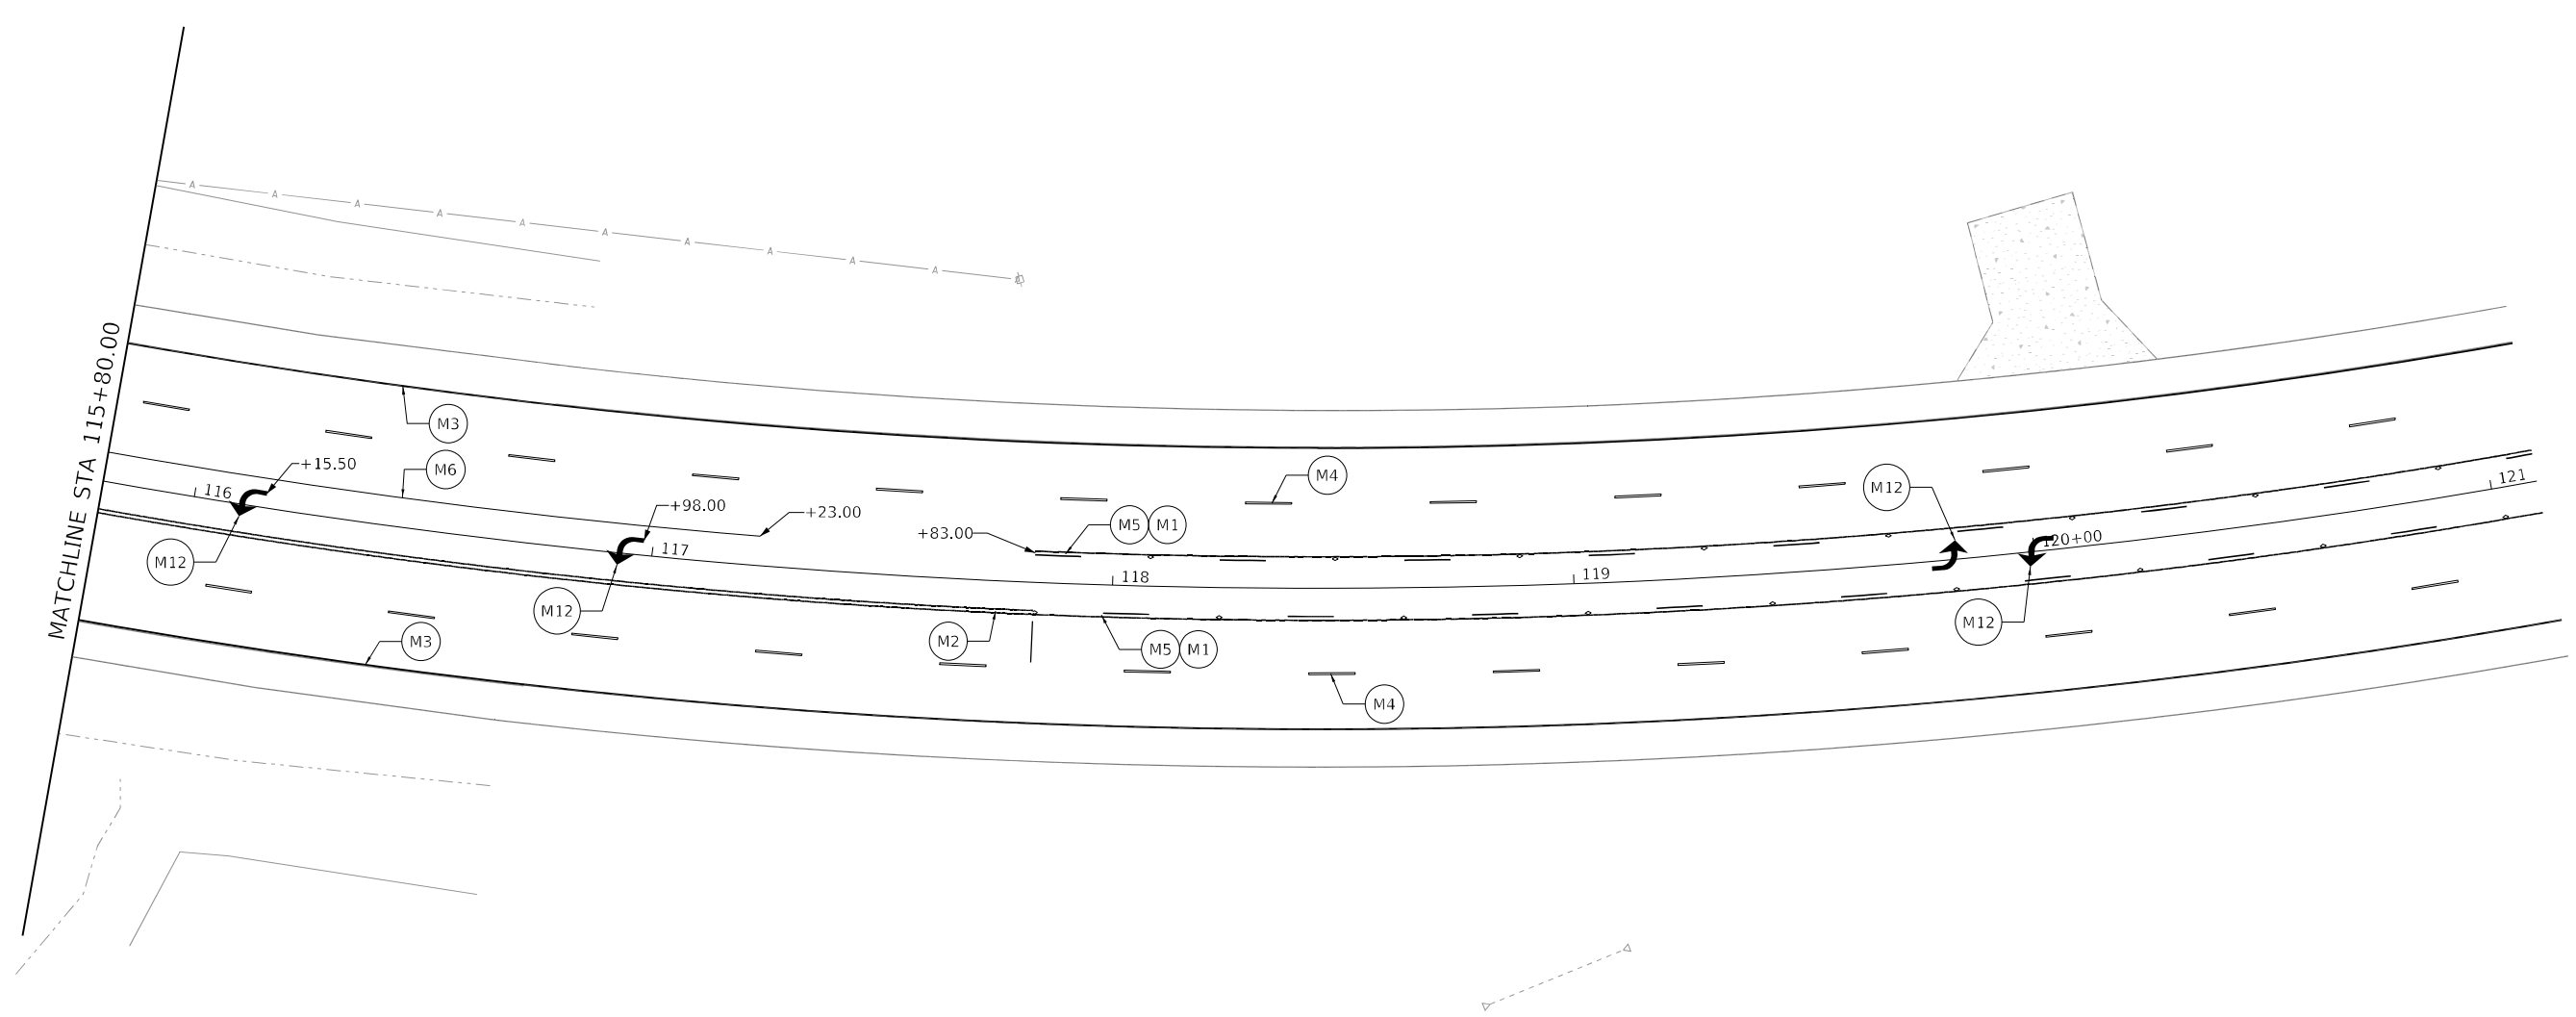 MATCHLINE STA 115+80.00
A A A A A A A A A A
M3
M6
+15.50
116
M12
+98.00
+23.00
117
M12
M3
+83.00
M5 M1
M4
118
119
M2
M5 M1
M4
M12
120+00
M12
121